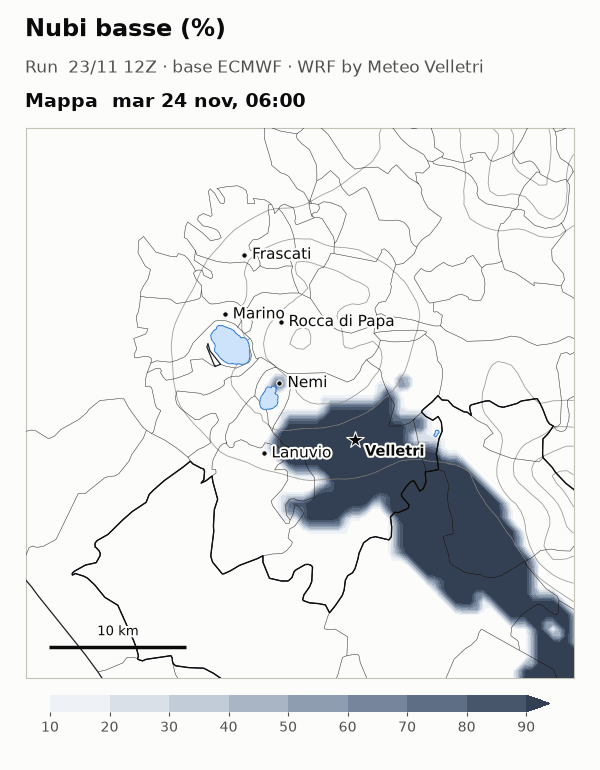 Nubi basse (%)
Run  23/11 12Z · base ECMWF · WRF by Meteo Velletri
Mappa  mar 24 nov, 06:00
Frascati
Marino
Rocca di Papa
Nemi
Lanuvio
Velletri
10 km
10 20 30 40 50 60 70 80 90